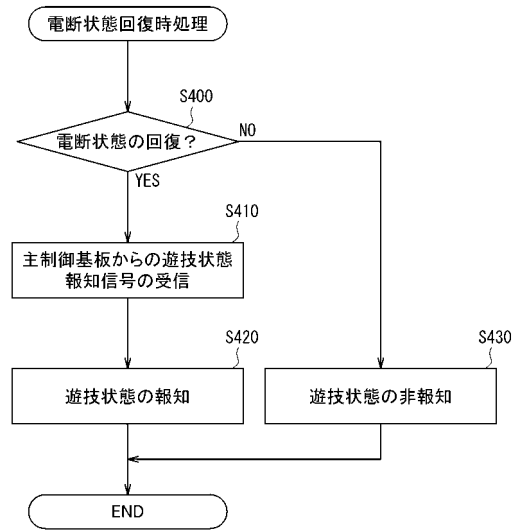 電断状態回復時処理
S400
電断状態の回復？
NO
YES
S410
主制御基板からの遊技状態
報知信号の受信
S420
遊技状態の報知
S430
遊技状態の非報知
END